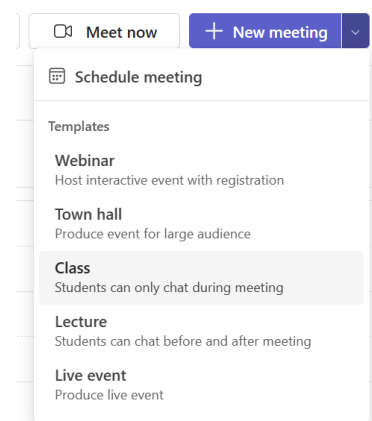 Meet now
New meeting
Schedule meeting
Templates
Webinar
Host interactive event with registration
Town hall
Produce event for large audience
Class
Students can only chat during meeting
Lecture
Students can chat before and after meeting
Live event
Produce live event